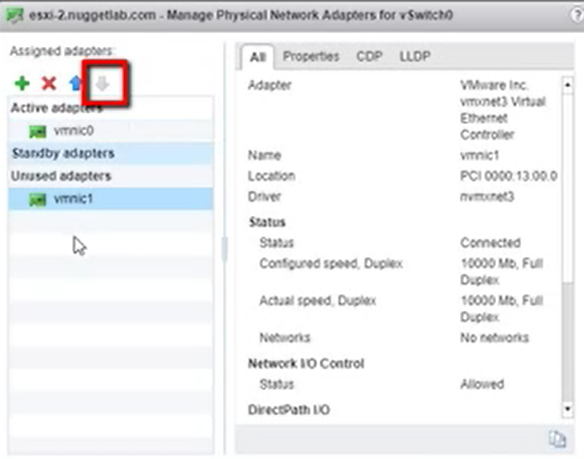 esxi-2.nuggetlab.com - Manage Physical Network Adapters for vSwitch0
Assigned adapters:
Active adapters
vmnic0
Standby adapters
Unused adapters
vmnic1
All Properties CDP LLDP
Adapter VMware Inc.
vmxnet3 Virtual
Ethernet
Controller
Name vmnic1
Location PCI 0000:13:00.0
Driver nvmxnet3
Status
Status Connected
Configured speed, Duplex 10000 Mb, Full
Duplex
Actual speed, Duplex 10000 Mb, Full
Duplex
Networks No networks
Network I/O Control
Status Allowed
DirectPath I/O